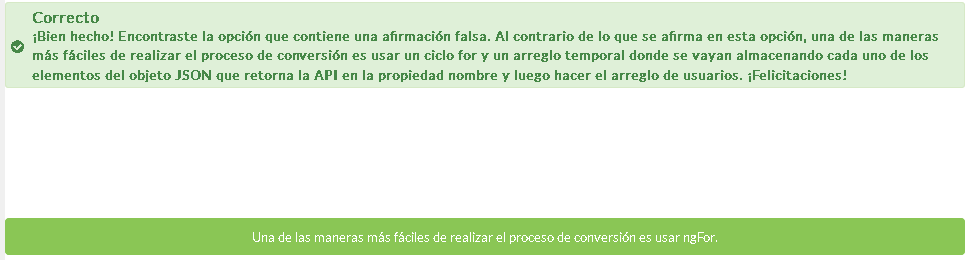 Correcto
¡Bien hecho! Encontraste la opción que contiene una afirmación falsa. Al contrario de lo que se afirma en esta opción, una de las maneras
más fáciles de realizar el proceso de conversión es usar un ciclo for y un arreglo temporal donde se vayan almacenando cada uno de los
elementos del objeto JSON que retorna la API en la propiedad nombre y luego hacer el arreglo de usuarios. ¡Felicitaciones!
Una de las maneras más fáciles de realizar el proceso de conversión es usar ngFor.